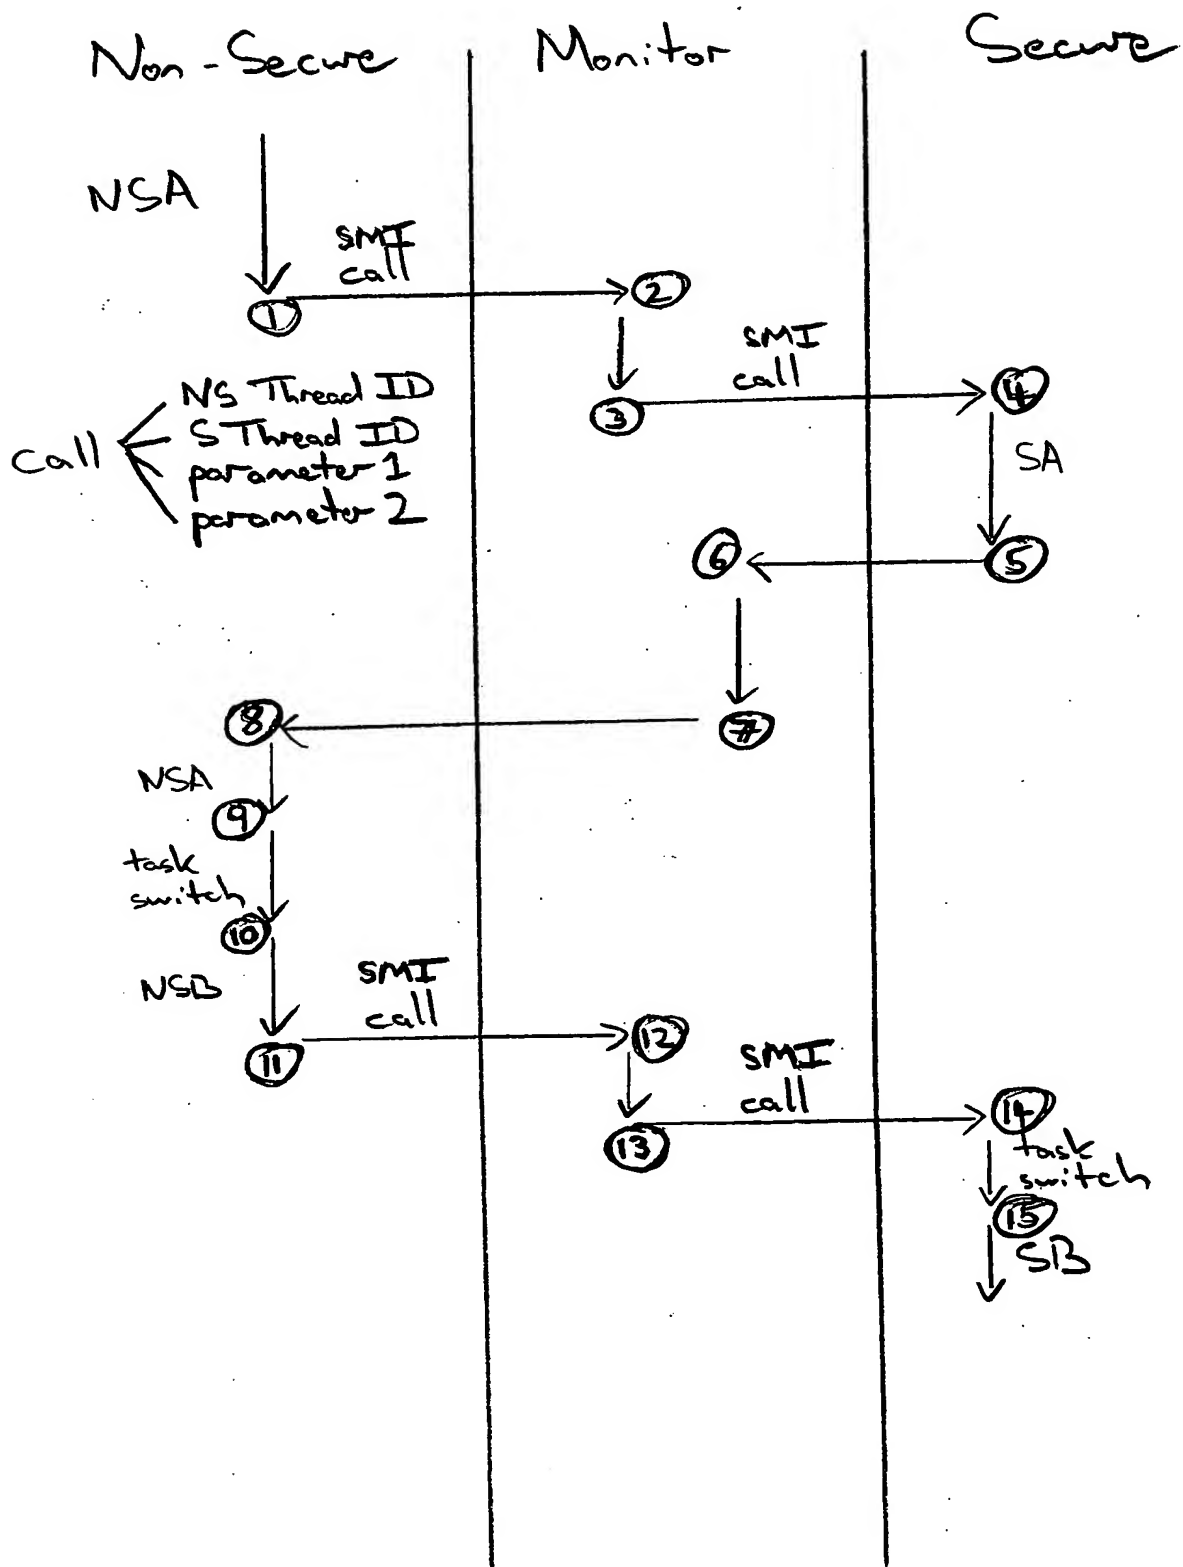 Non-Secure Monitor Secure
NSA
SMI
call
1
2
SMI
call
3
4
Call
NS Thread ID
S Thread ID
parameter 1
parameter 2
SA
6
5
8
7
NSA
9
task
switch
10
NSB
SMI
call
11
12
SMI
call
13
14
task
switch
15
SB